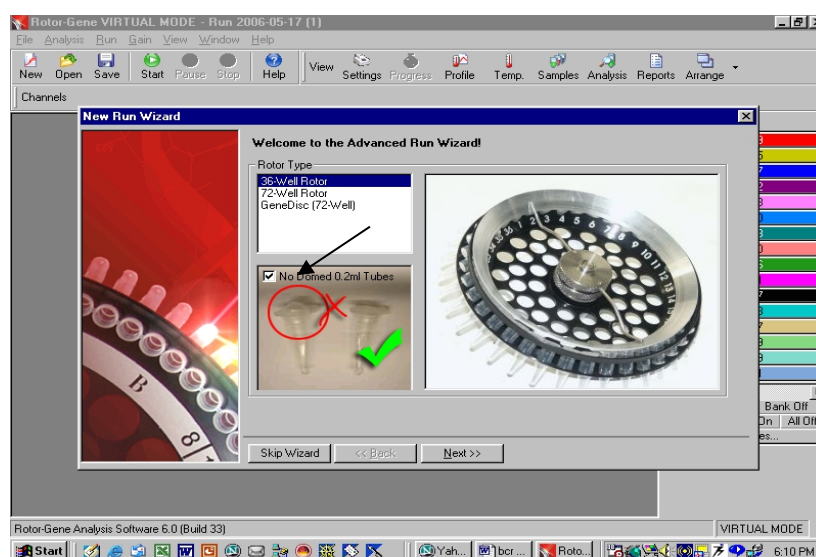 Rotor-Gene VIRTUAL MODE - Run 2006-05-17 (1)
File Analysis Run Gain View Window Help
New Open Save Start Pause Stop Help View Settings Progress Profile Temp. Samples Analysis Reports Arrange
Channels
New Run Wizard
Welcome to the Advanced Run Wizard!
Rotor Type
36-Well Rotor
72-Well Rotor
GeneDisc (72-Well)
No Domed 0.2ml Tubes
B
8
Bank Off
On All Off
Skip Wizard << Back Next >>
Rotor-Gene Analysis Software 6.0 (Build 33) VIRTUAL MODE
Start Yah... bcr ... Roto... 6:10 PM